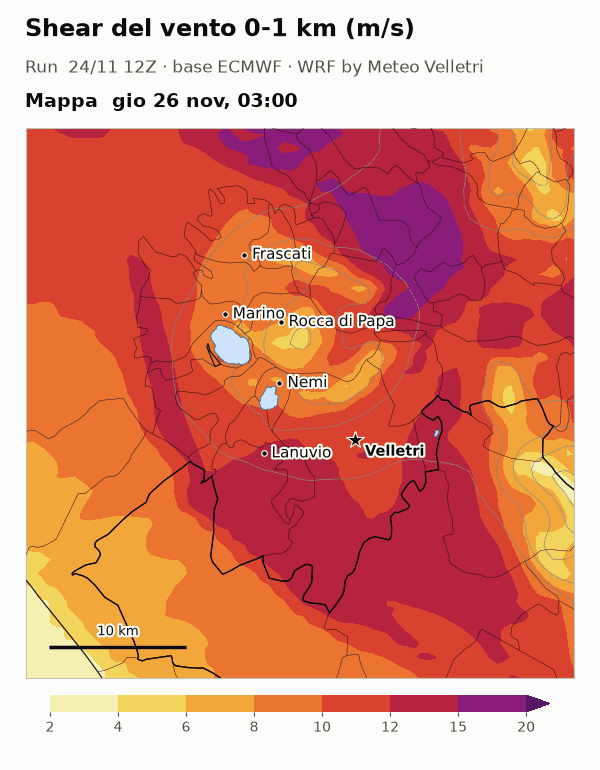 Shear del vento 0-1 km (m/s)
Run  24/11 12Z · base ECMWF · WRF by Meteo Velletri
Mappa  gio 26 nov, 03:00
Frascati
Marino
Rocca di Papa
Nemi
Velletri
Lanuvio
10 km
2 4 6 8 10 12 15 20